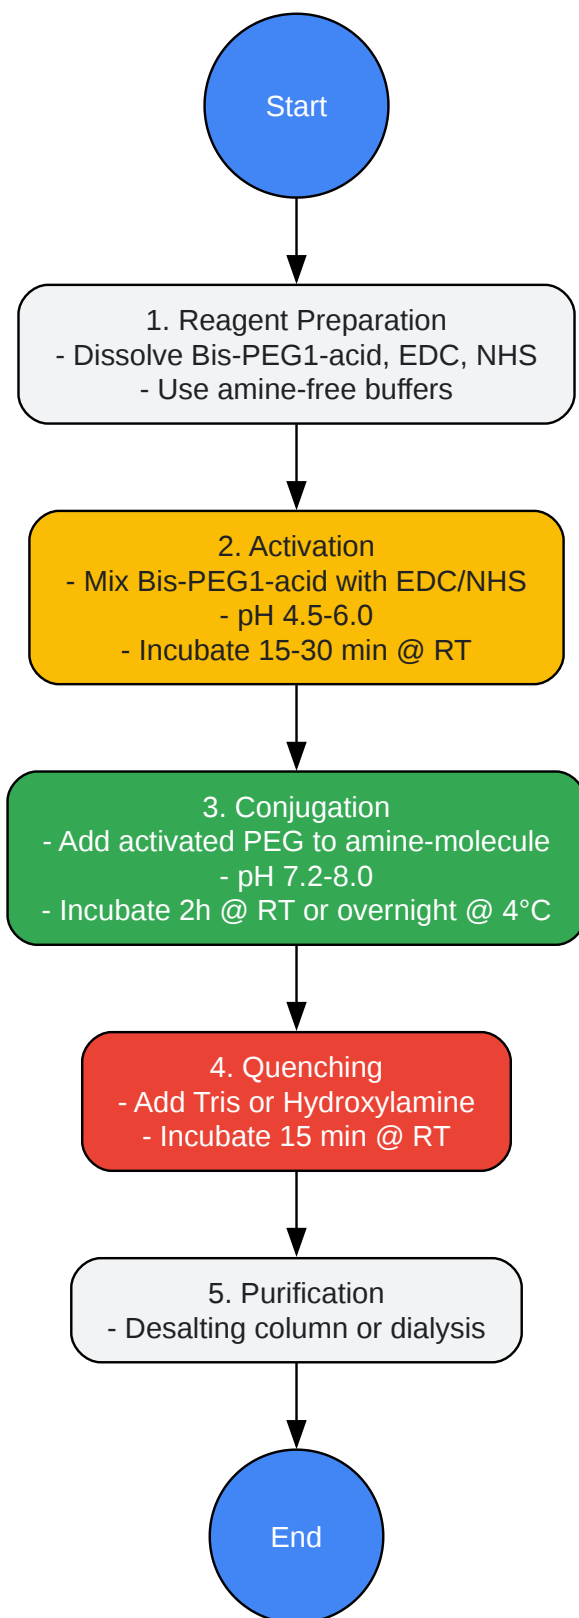 Start
1. Reagent Preparation
- Dissolve Bis-PEG1-acid, EDC, NHS
- Use amine-free buffers
2. Activation
- Mix Bis-PEG1-acid with EDC/NHS
- pH 4.5-6.0
- Incubate 15-30 min @ RT
3. Conjugation
- Add activated PEG to amine-molecule
- pH 7.2-8.0
- Incubate 2h @ RT or overnight @ 4°C
4. Quenching
- Add Tris or Hydroxylamine
- Incubate 15 min @ RT
5. Purification
- Desalting column or dialysis
End